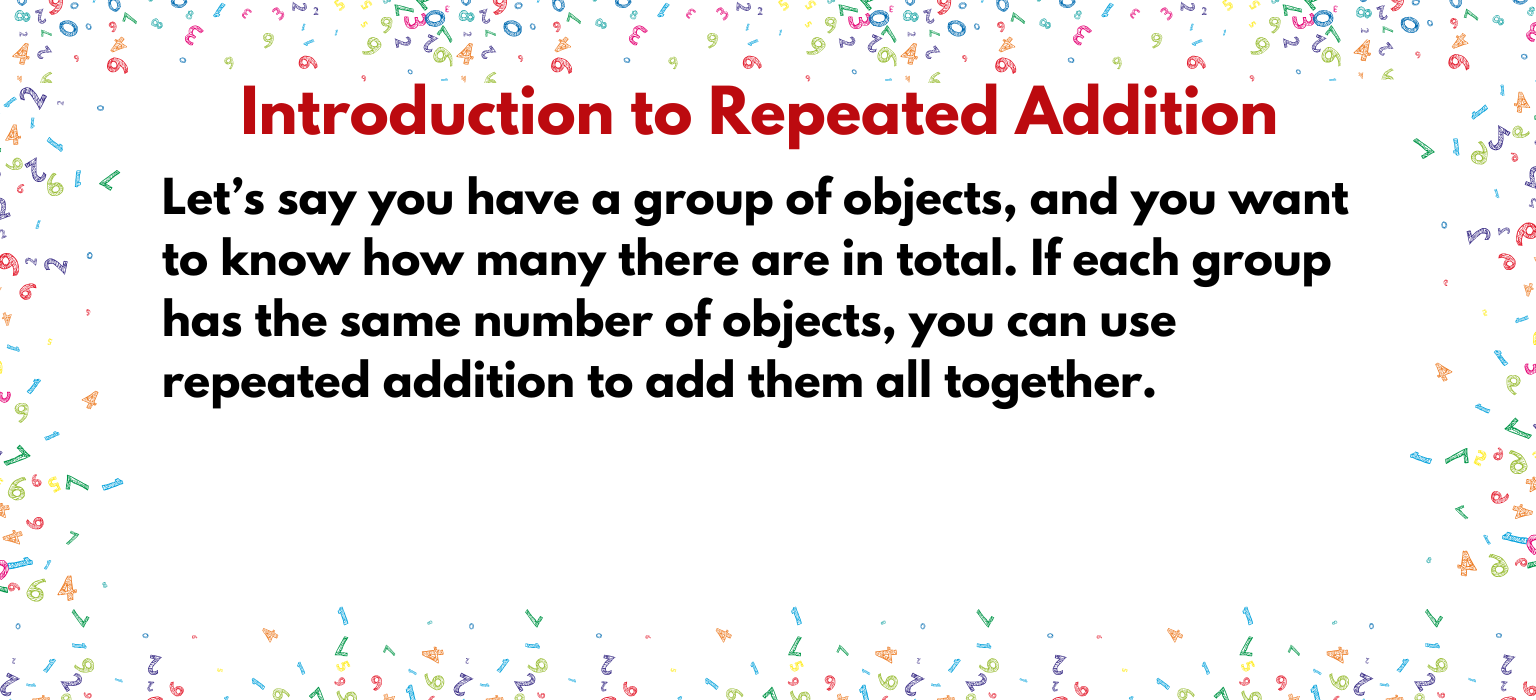 Introduction to Repeated Addition
Let’s say you have a group of objects, and you want
to know how many there are in total. If each group
has the same number of objects, you can use
repeated addition to add them all together.